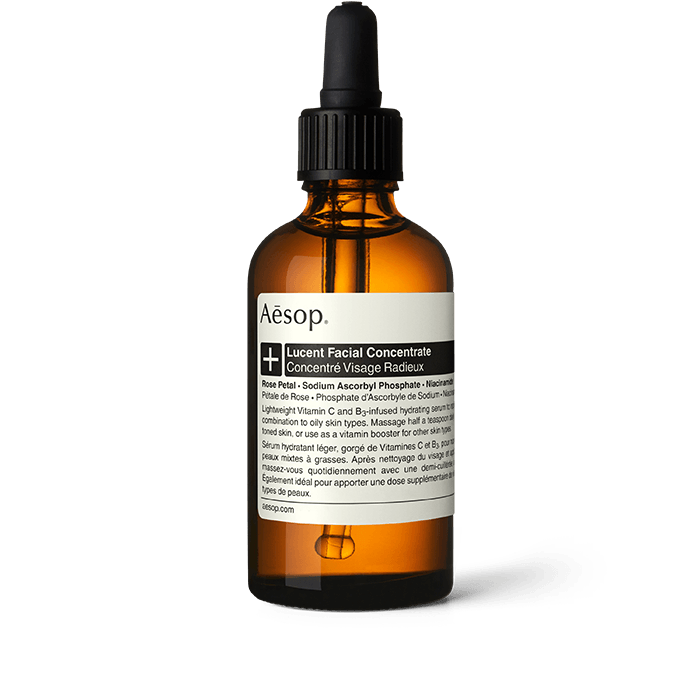 Aēsop®
+
Lucent Facial Concentrate
Concentré Visage Radieux
Rose Petal • Sodium Ascorbyl Phosphate • Niacinamide
Pétale de Rose • Phosphate d'Ascorbyle de Sodium •
Lightweight Vitamin C and B3-infused hydrating serum
combination to oily skin types. Massage half a teaspoon
toned skin, or use as a vitamin booster for other skin types.
Sérum hydratant léger, gorgé de Vitamines C et B3,
peaux mixtes à grasses. Après nettoyage du visage et
massez-vous quotidiennement avec une demi-cuillerée
Également idéal pour apporter une dose supplémentaire
types de peaux.
aesop.com